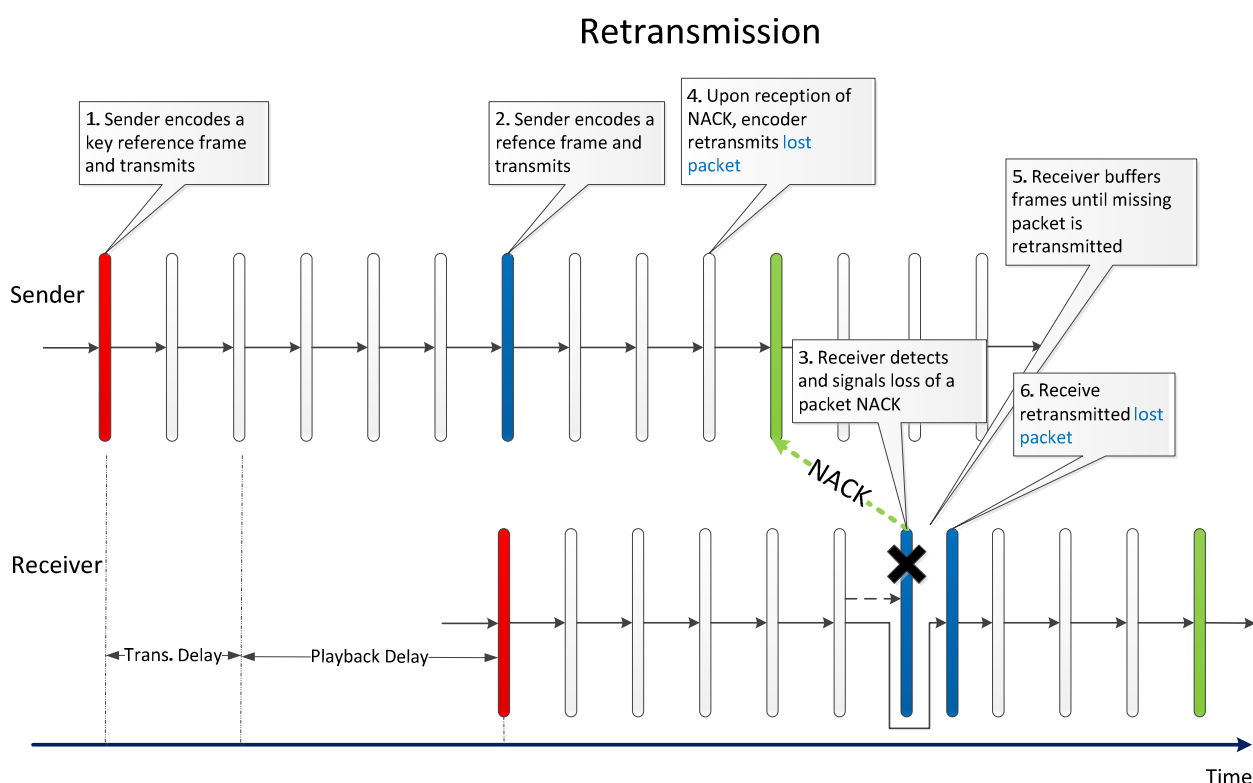 Retransmission
1. Sender encodes a
key reference frame
and transmits
2. Sender encodes a
refence frame and
transmits
4. Upon reception of
NACK, encoder
retransmits lost
packet
5. Receiver buffers
frames until missing
packet is
retransmitted
Sender
3. Receiver detects
and signals loss of a
packet NACK
6. Receive
retransmitted lost
packet
NACK
Receiver
Trans. Delay
Playback Delay
Time